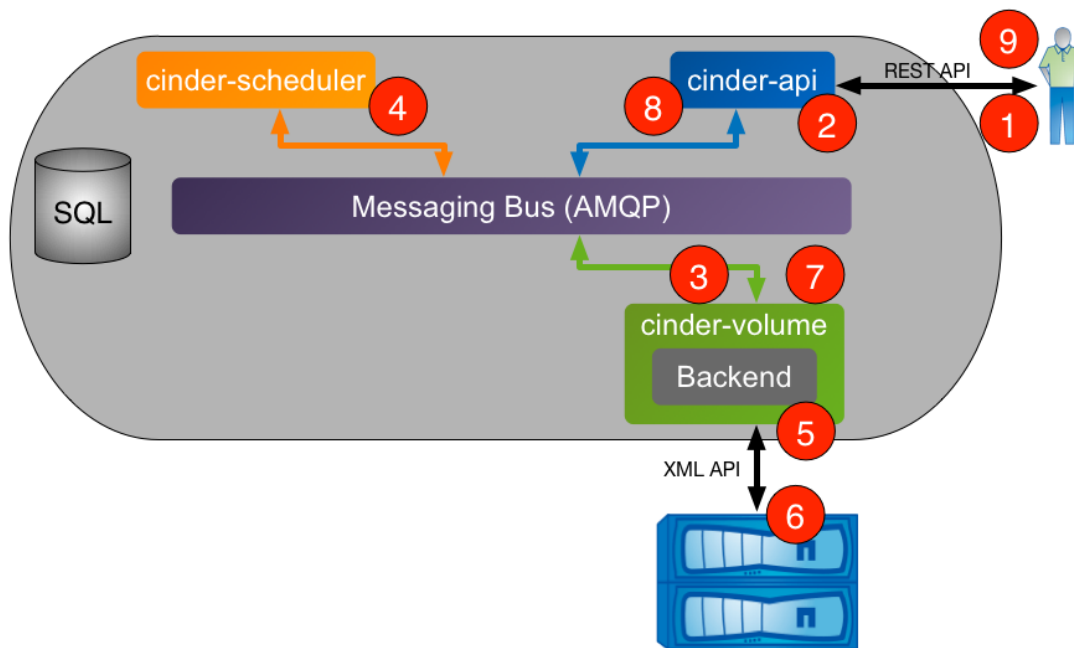 9
cinder-scheduler
cinder-api
REST API
4
8
2
1
SQL
Messaging Bus (AMQP)
3
7
cinder-volume
Backend
5
XML API
6